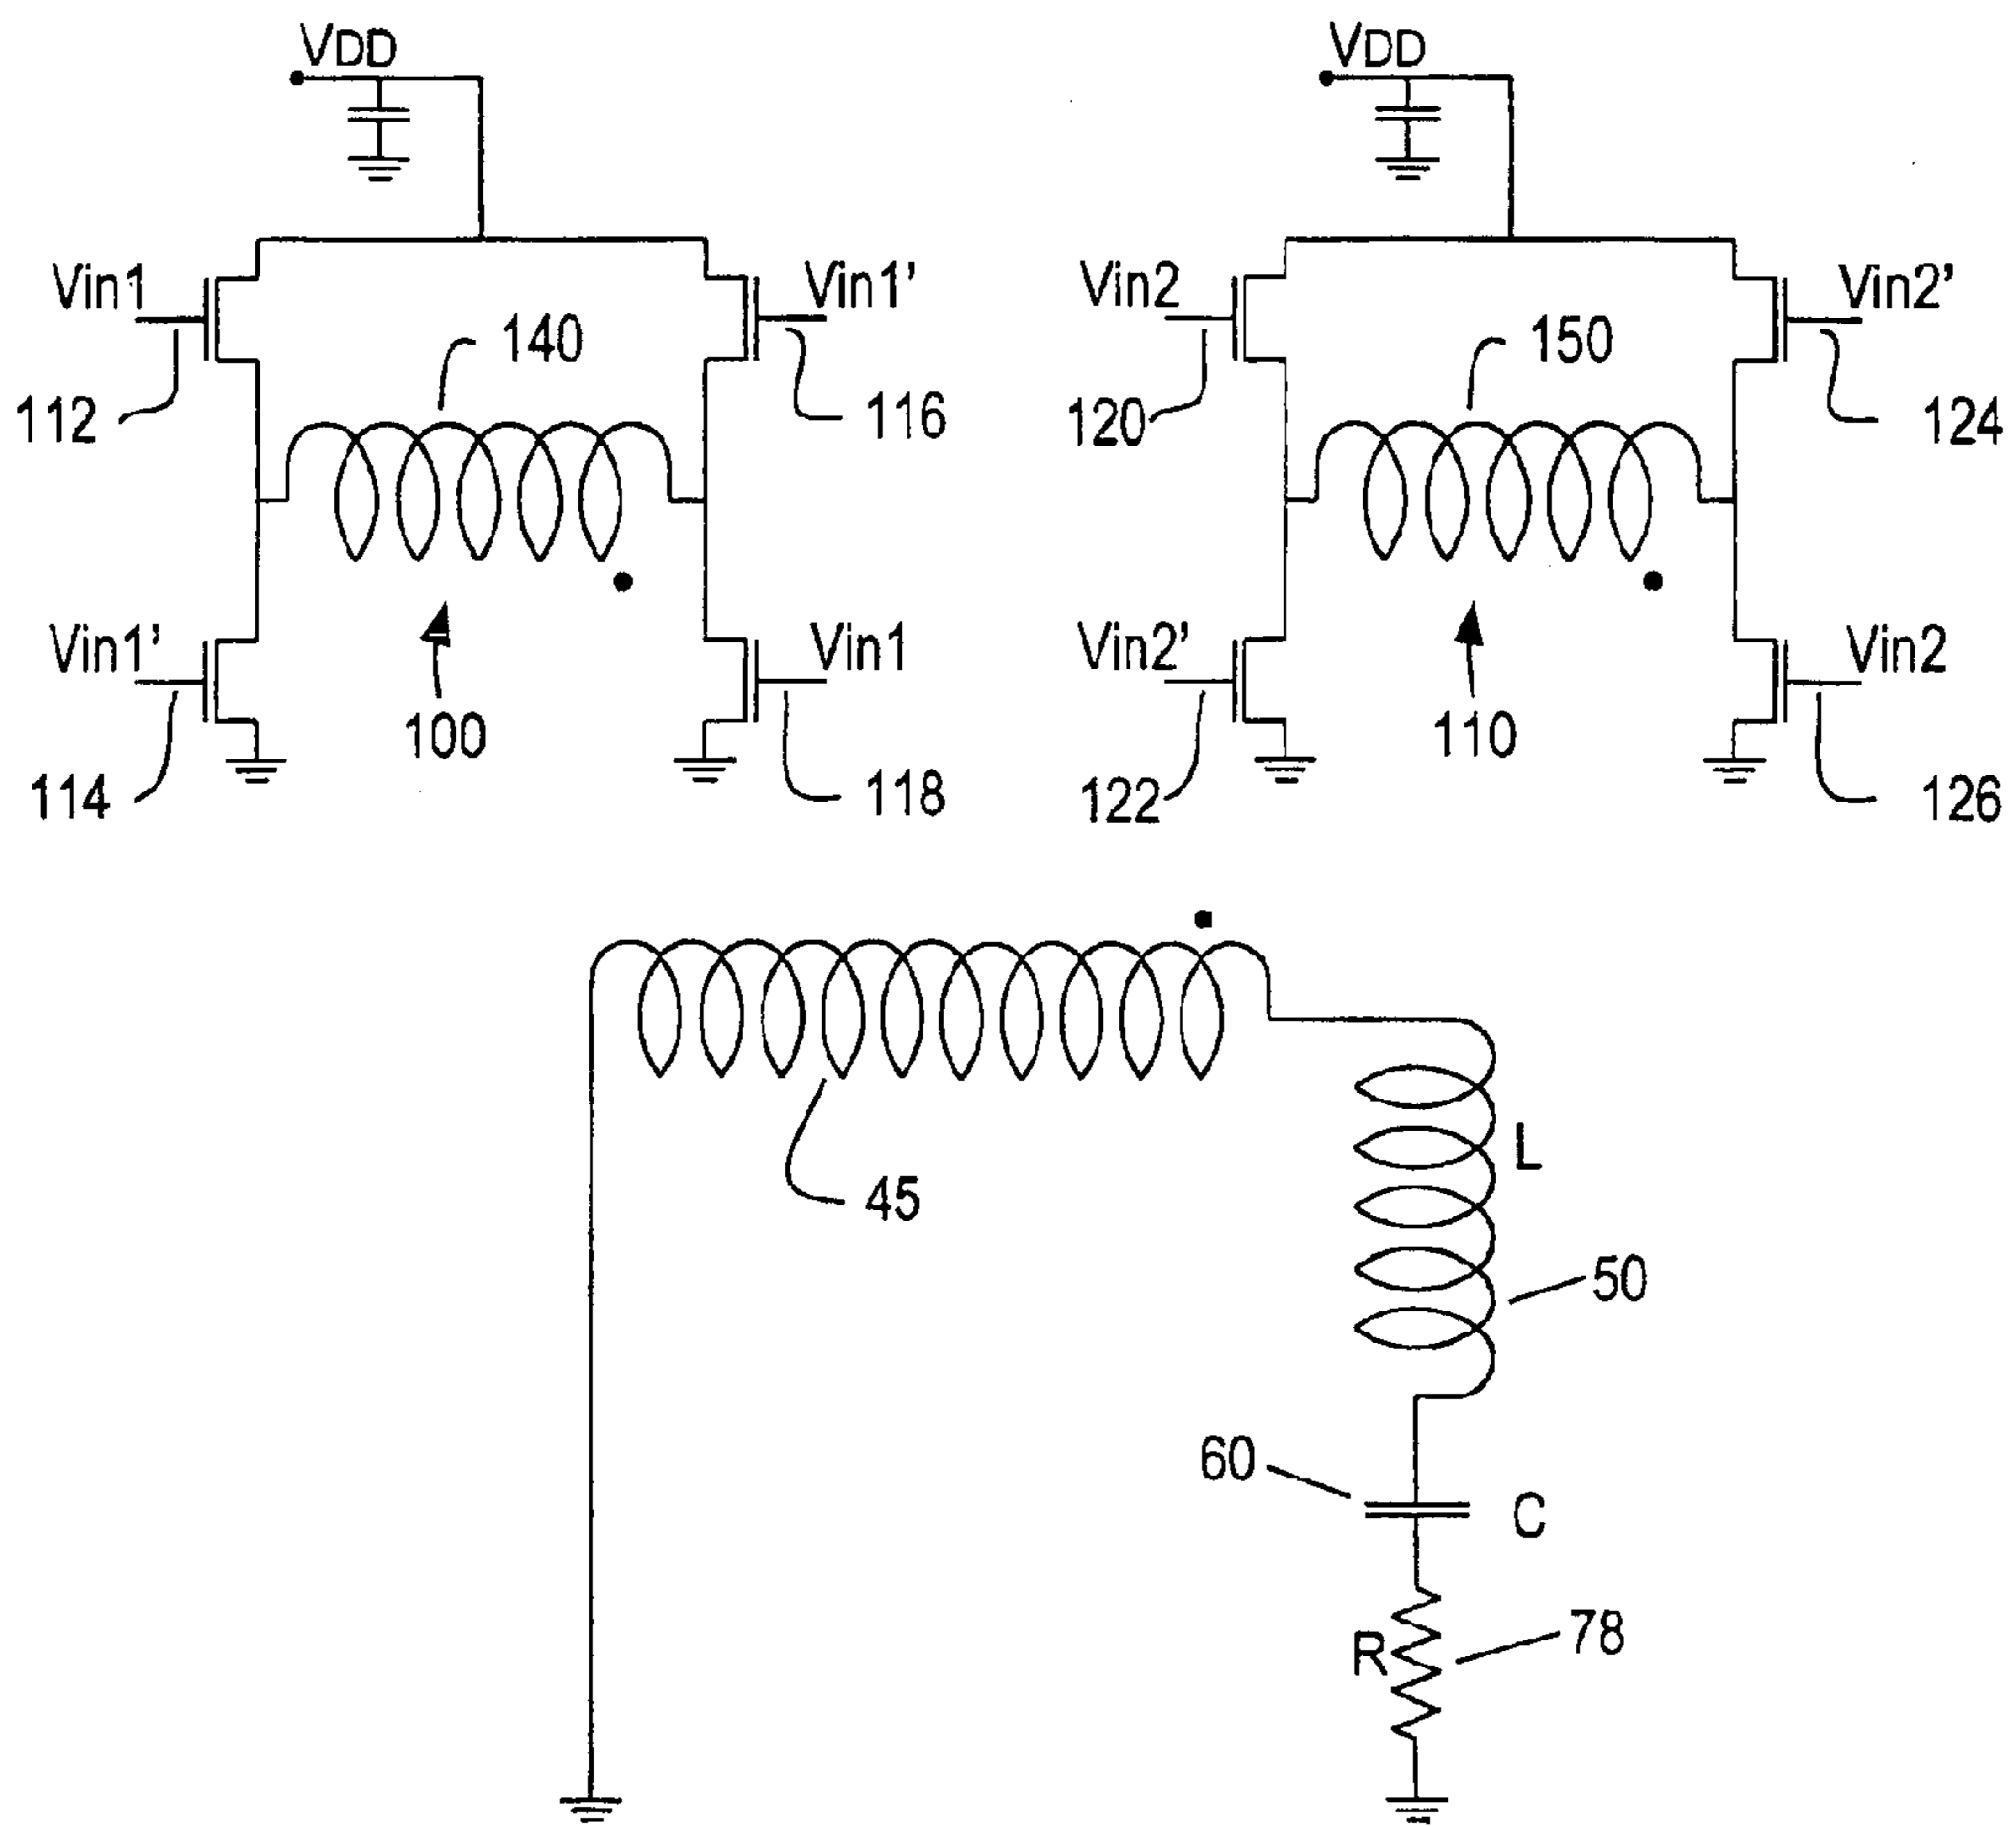 VDD VDD
Vin1 Vin1' Vin2 Vin2'
140 150
112 116 120 124
Vin1' Vin1 Vin2' Vin2
100 110
114 118 122 126
L
45
50
60
C
R 78